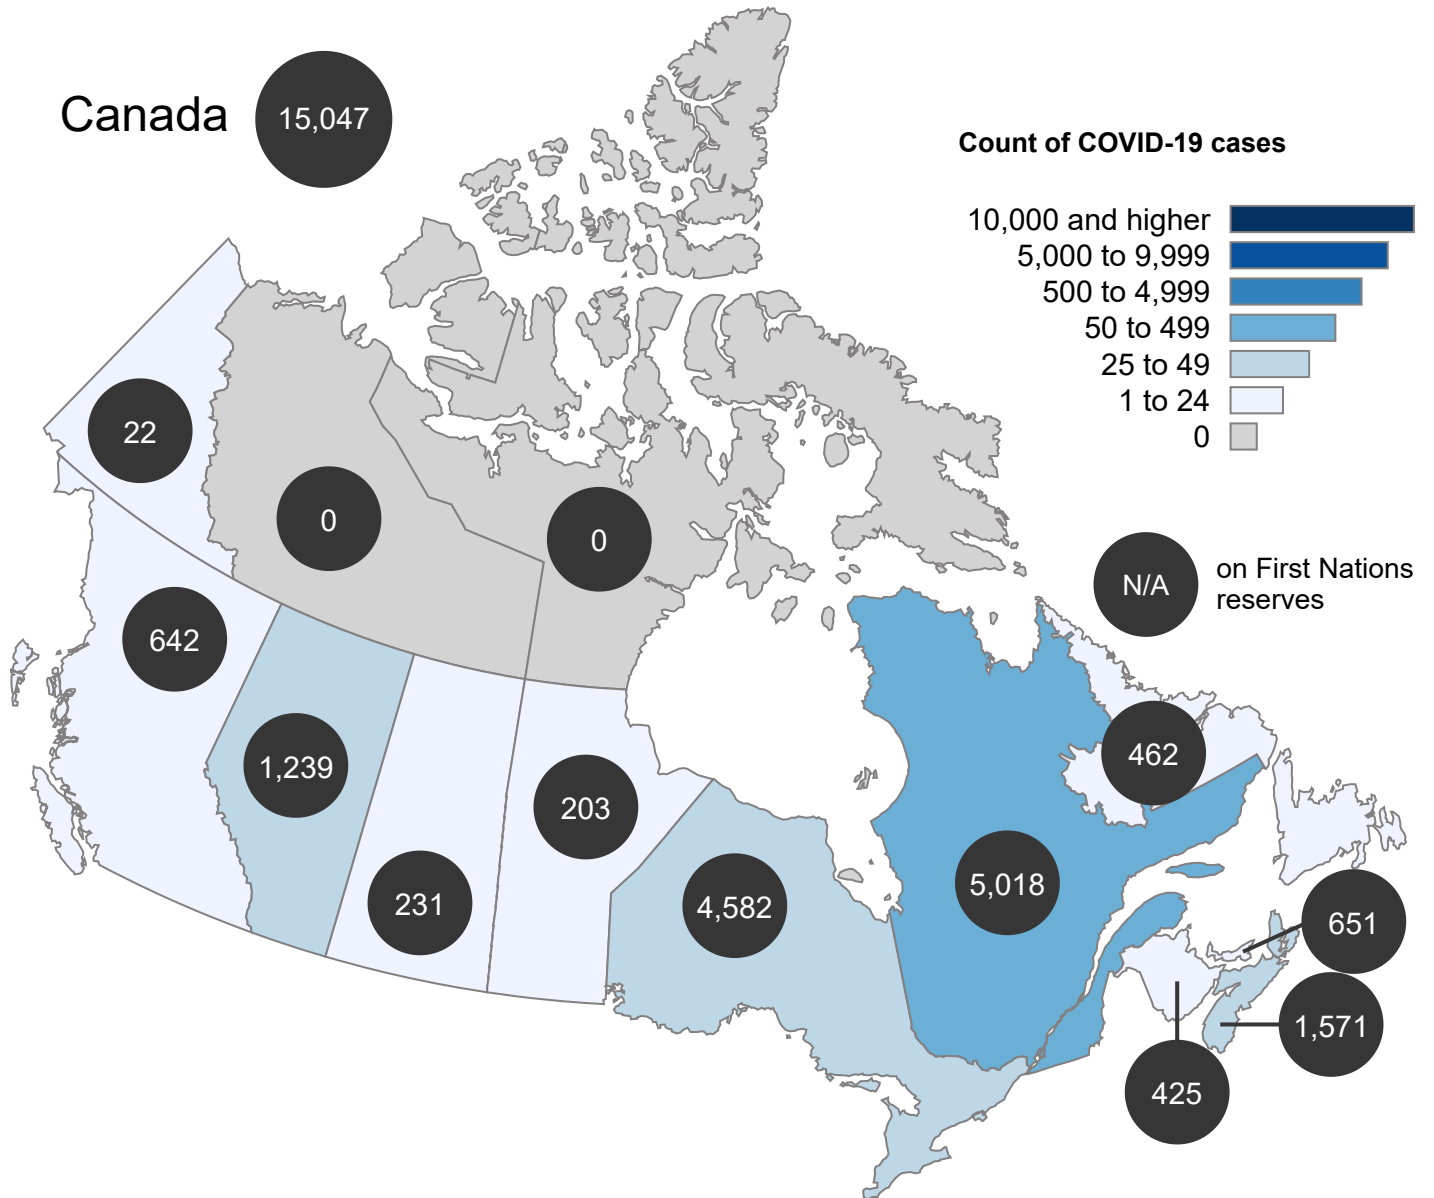 Canada
15,047
Count of COVID-19 cases
10,000 and higher
5,000 to 9,999
500 to 4,999
50 to 499
25 to 49
1 to 24
0
22
0
0
N/A
on First Nations
reserves
642
1,239
231
203
4,582
5,018
462
651
1,571
425